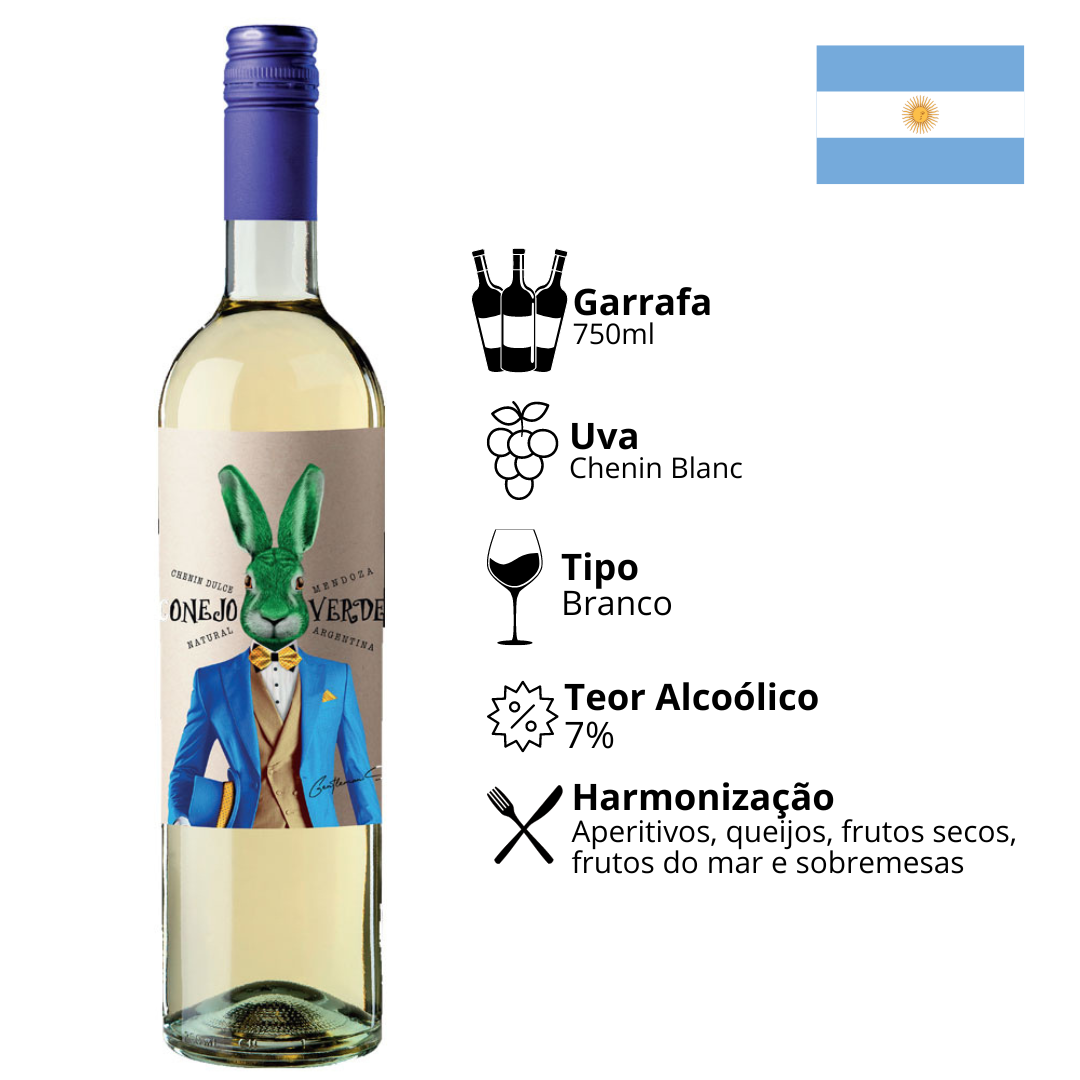 CHENIN DULCE
MENDOZA
CONEJO VERDE
NATURAL
ARGENTINA
Gentleman
Garrafa
750ml
Uva
Chenin Blanc
Tipo
Branco
Teor Alcoólico
7%
Harmonização
Aperitivos, queijos, frutos secos,
frutos do mar e sobremesas